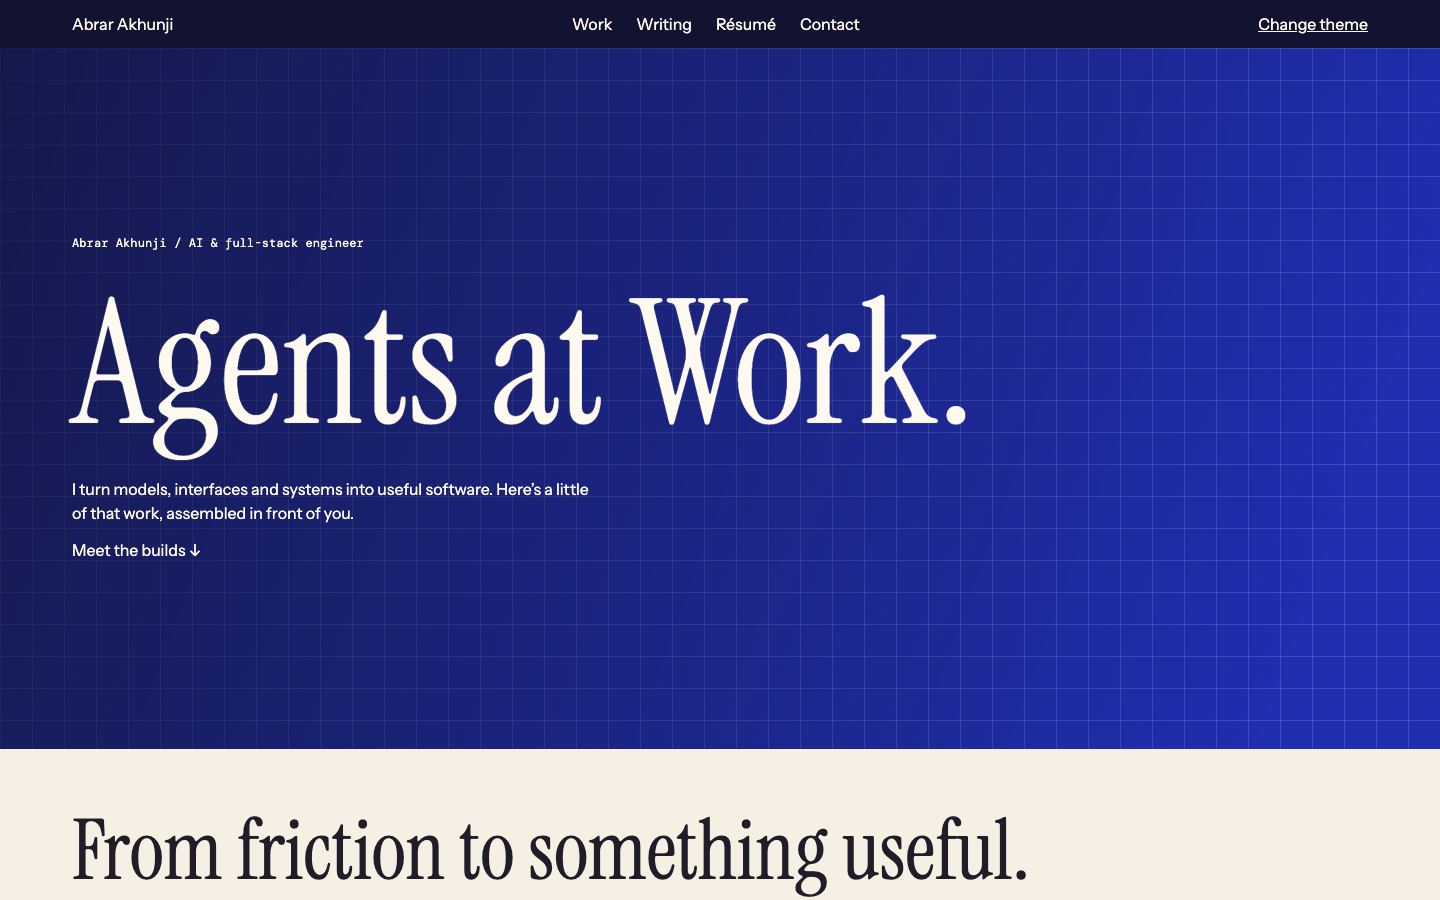 Abrar Akhunji
Work
Writing
Résumé
Contact
Change theme
Abrar Akhunji / AI & full-stack engineer
Agents at Work.
I turn models, interfaces and systems into useful software. Here’s a little
of that work, assembled in front of you.
Meet the builds ↓
From friction to something useful.